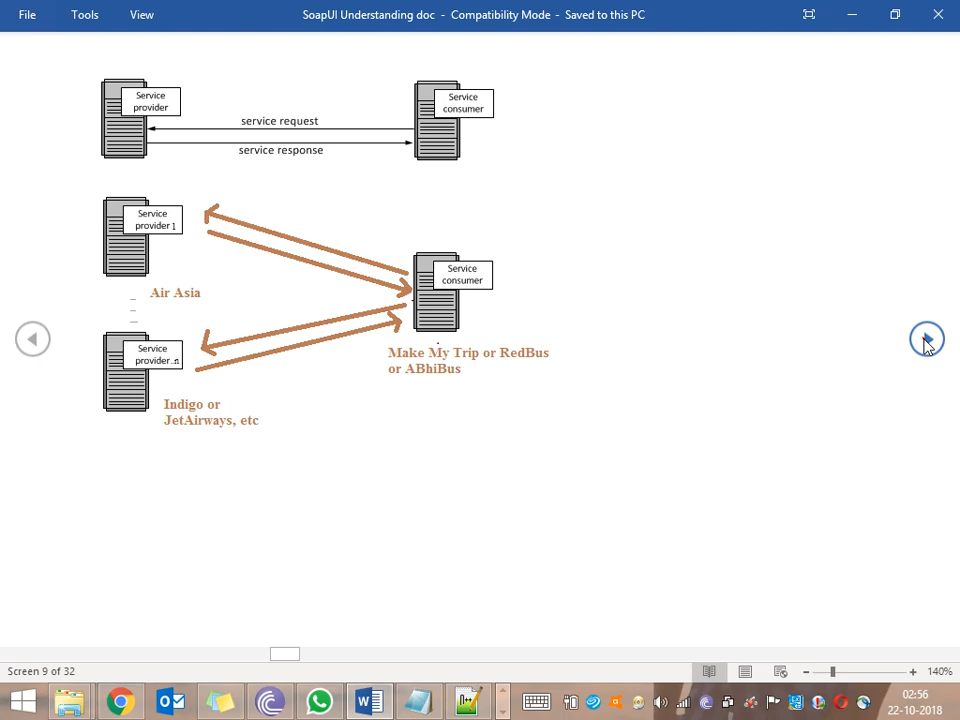 File Tools View SoapUI Understanding doc - Compatibility Mode - Saved to this PC
Service
provider
Service
consumer
service request
service response
Service
provider1
Service
consumer
Air Asia
Service
provider..n
Make My Trip or RedBus
or ABhiBus
Indigo or
JetAirways, etc
Screen 9 of 32
140%
02:56
22-10-2018